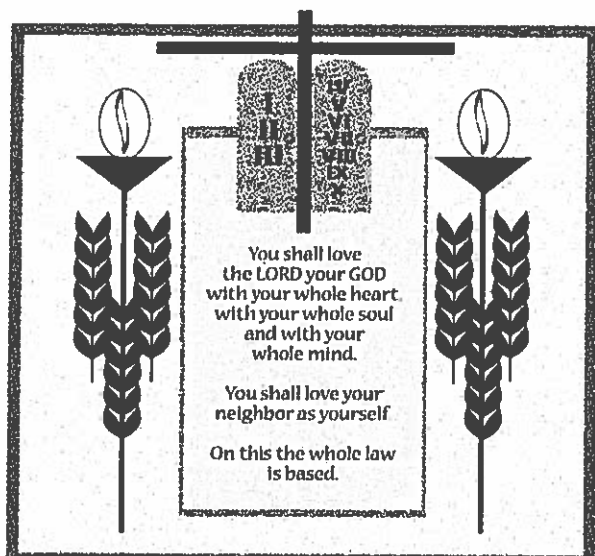 I
II
III
IV
V
VI
VII
VIII
IX
X
You shall love
the LORD your GOD
with your whole heart,
with your whole soul
and with your
whole mind.
You shall love your
neighbor as yourself
On this the whole law
is based.